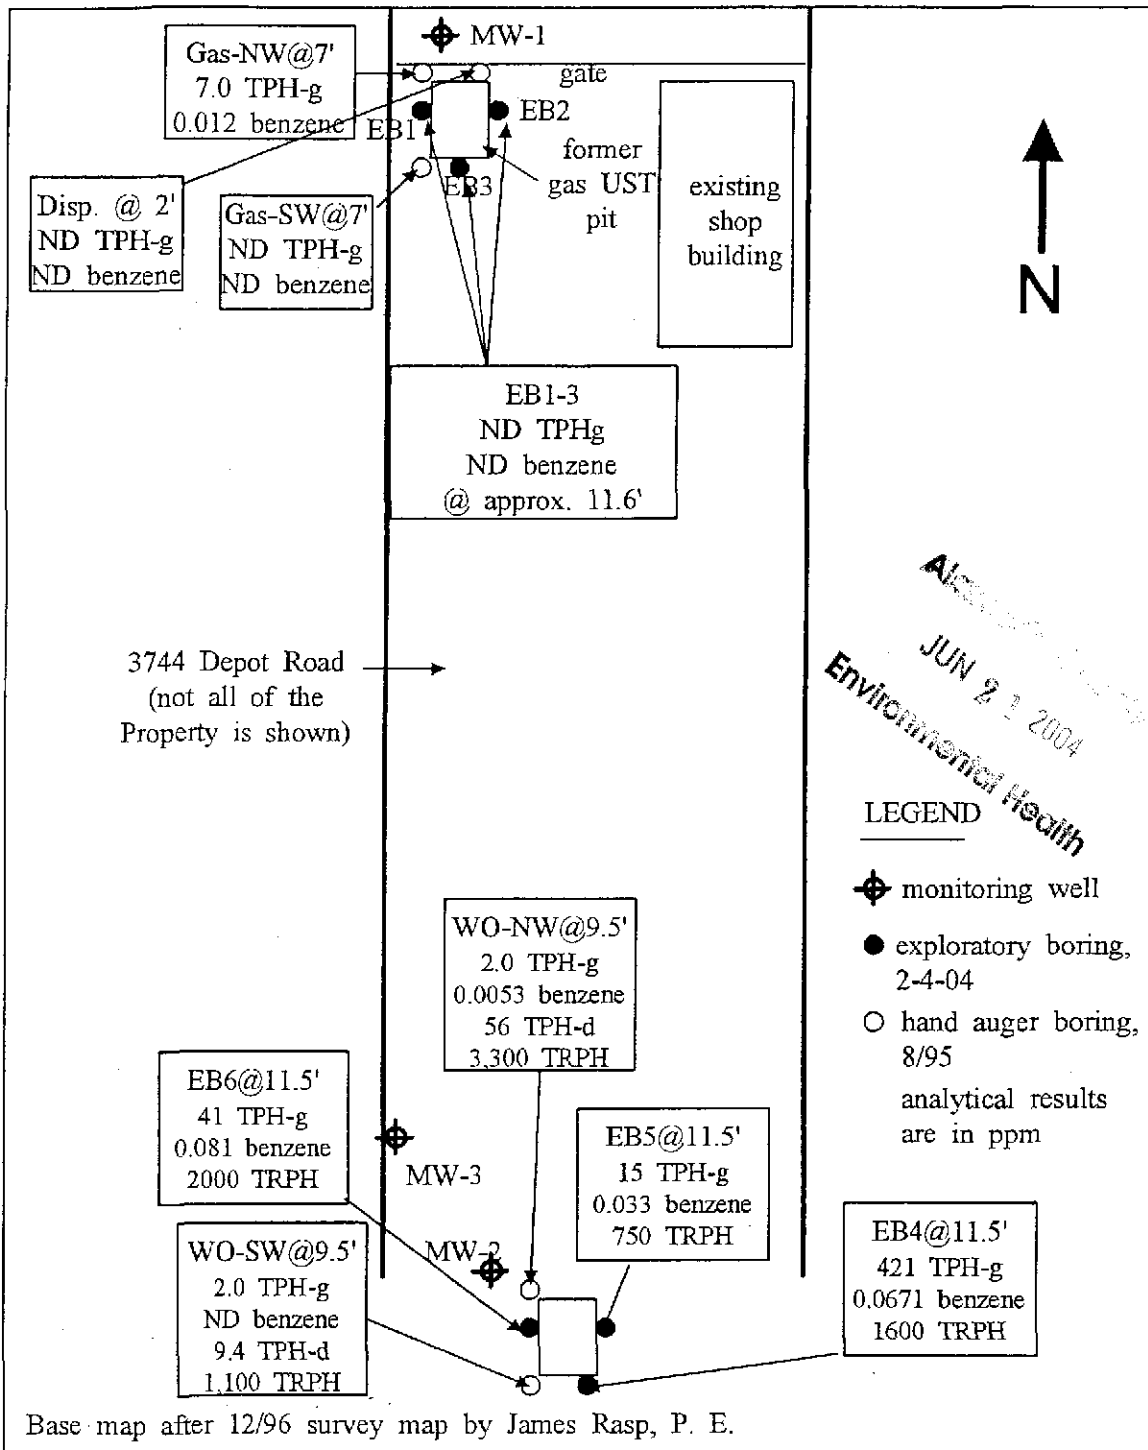 MW-1
Gas-NW@7'
7.0 TPH-g
0.012 benzene
gate
EB1
EB2
EB3
former
gas UST
pit
existing
shop
building
Disp. @ 2'
ND TPH-g
ND benzene
Gas-SW@7'
ND TPH-g
ND benzene
N
EB1-3
ND TPHg
ND benzene
@ approx. 11.6'
3744 Depot Road
(not all of the
Property is shown)
JUN 21 2004
Environmental Health
LEGEND
monitoring well
exploratory boring,
2-4-04
hand auger boring,
8/95
analytical results
are in ppm
WO-NW@9.5'
2.0 TPH-g
0.0053 benzene
56 TPH-d
3,300 TRPH
EB6@11.5'
41 TPH-g
0.081 benzene
2000 TRPH
MW-3
EB5@11.5'
15 TPH-g
0.033 benzene
750 TRPH
WO-SW@9.5'
2.0 TPH-g
ND benzene
9.4 TPH-d
1,100 TRPH
MW-2
EB4@11.5'
421 TPH-g
0.0671 benzene
1600 TRPH
Base map after 12/96 survey map by James Rasp, P. E.